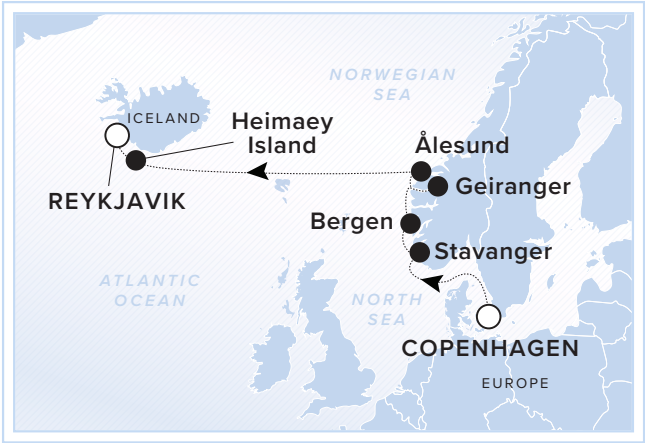 NORWEGIAN
SEA
ICELAND
Heimaey
Island
Ålesund
REYKJAVIK
Geiranger
Bergen
Stavanger
ATLANTIC
OCEAN
NORTH
SEA
COPENHAGEN
EUROPE